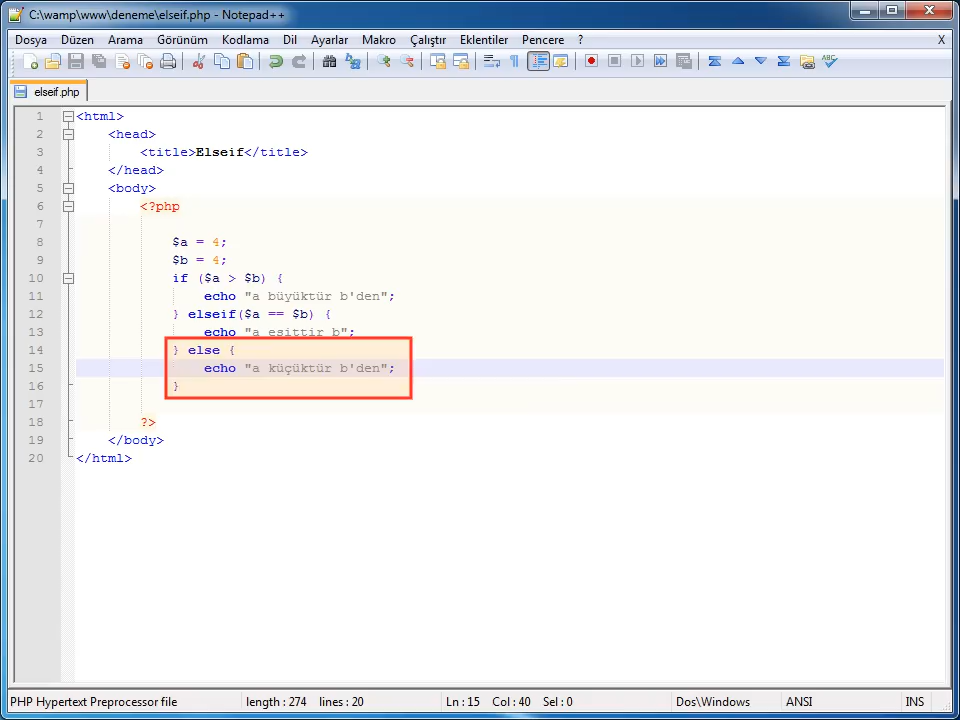 C:\wamp\www\deneme\elseif.php - Notepad++
Dosya Düzen Arama Görünüm Kodlama Dil Ayarlar Makro Çalıştır Eklentiler Pencere ? X
elseif.php
1 <html>
2 <head>
3 <title>Elseif</title>
4 </head>
5 <body>
6 <?php
7
8 $a = 4;
9 $b = 4;
10 if ($a > $b) {
11 echo "a büyüktür b'den";
12 } elseif($a == $b) {
13 echo "a esittir b";
14 } else {
15 echo "a küçüktür b'den";
16 }
17
18 ?>
19 </body>
20 </html>
PHP Hypertext Preprocessor file length : 274 lines : 20 Ln : 15 Col : 40 Sel : 0 Dos\Windows ANSI INS